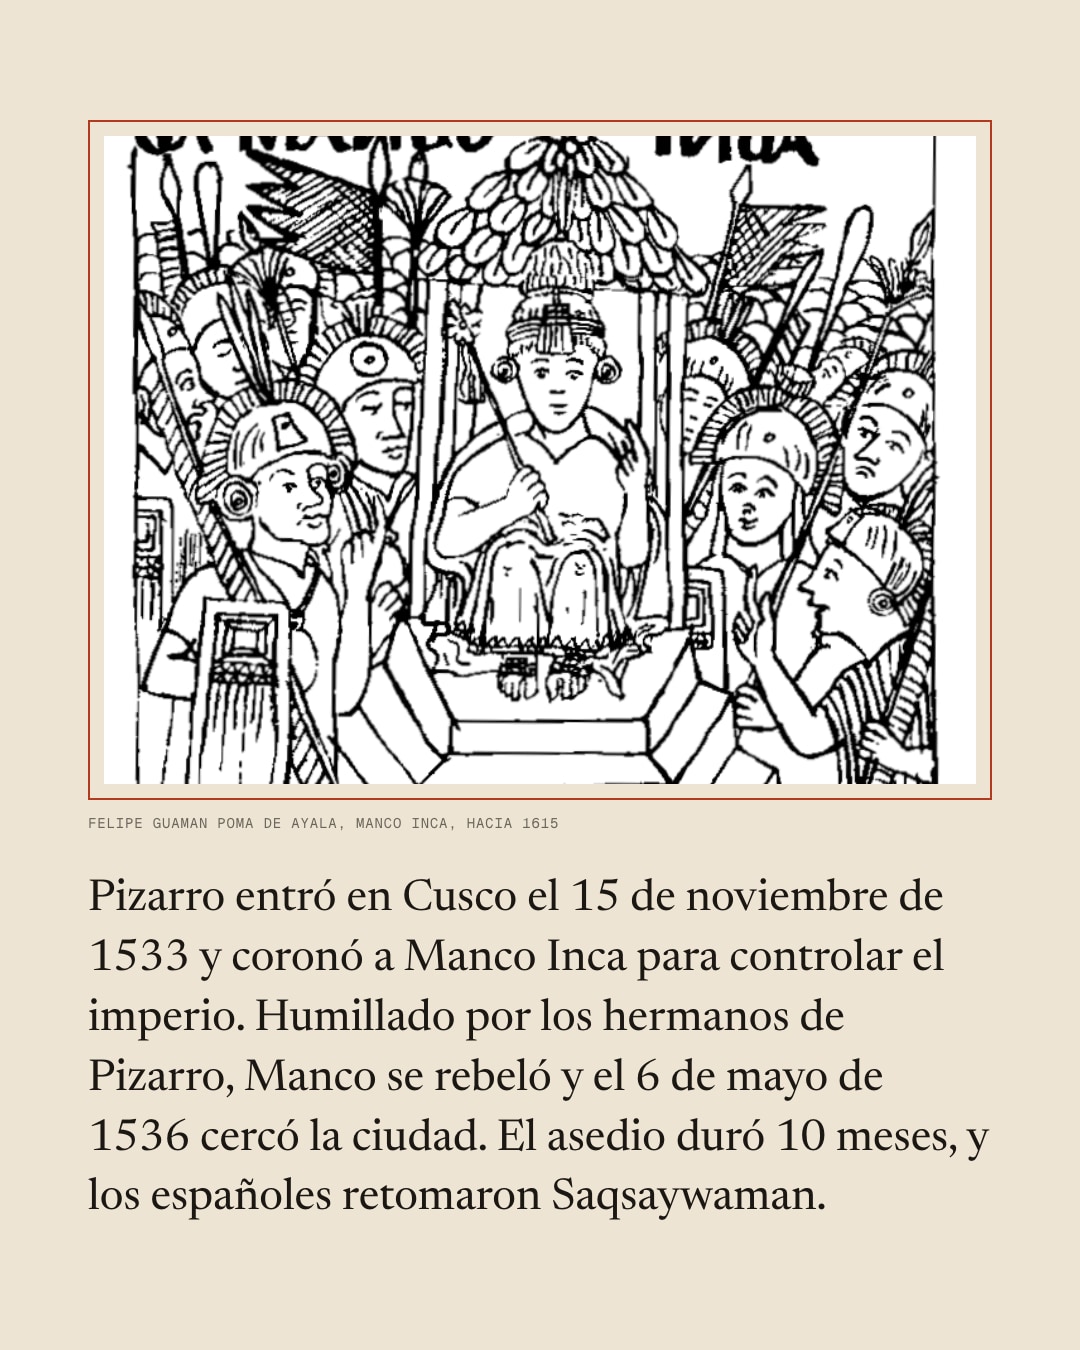 INGA
FELIPE GUAMAN POMA DE AYALA, MANCO INCA, HACIA 1615
Pizarro entró en Cusco el 15 de noviembre de
1533 y coronó a Manco Inca para controlar el
imperio. Humillado por los hermanos de
Pizarro, Manco se rebeló y el 6 de mayo de
1536 cercó la ciudad. El asedio duró 10 meses, y
los españoles retomaron Saqsaywaman.